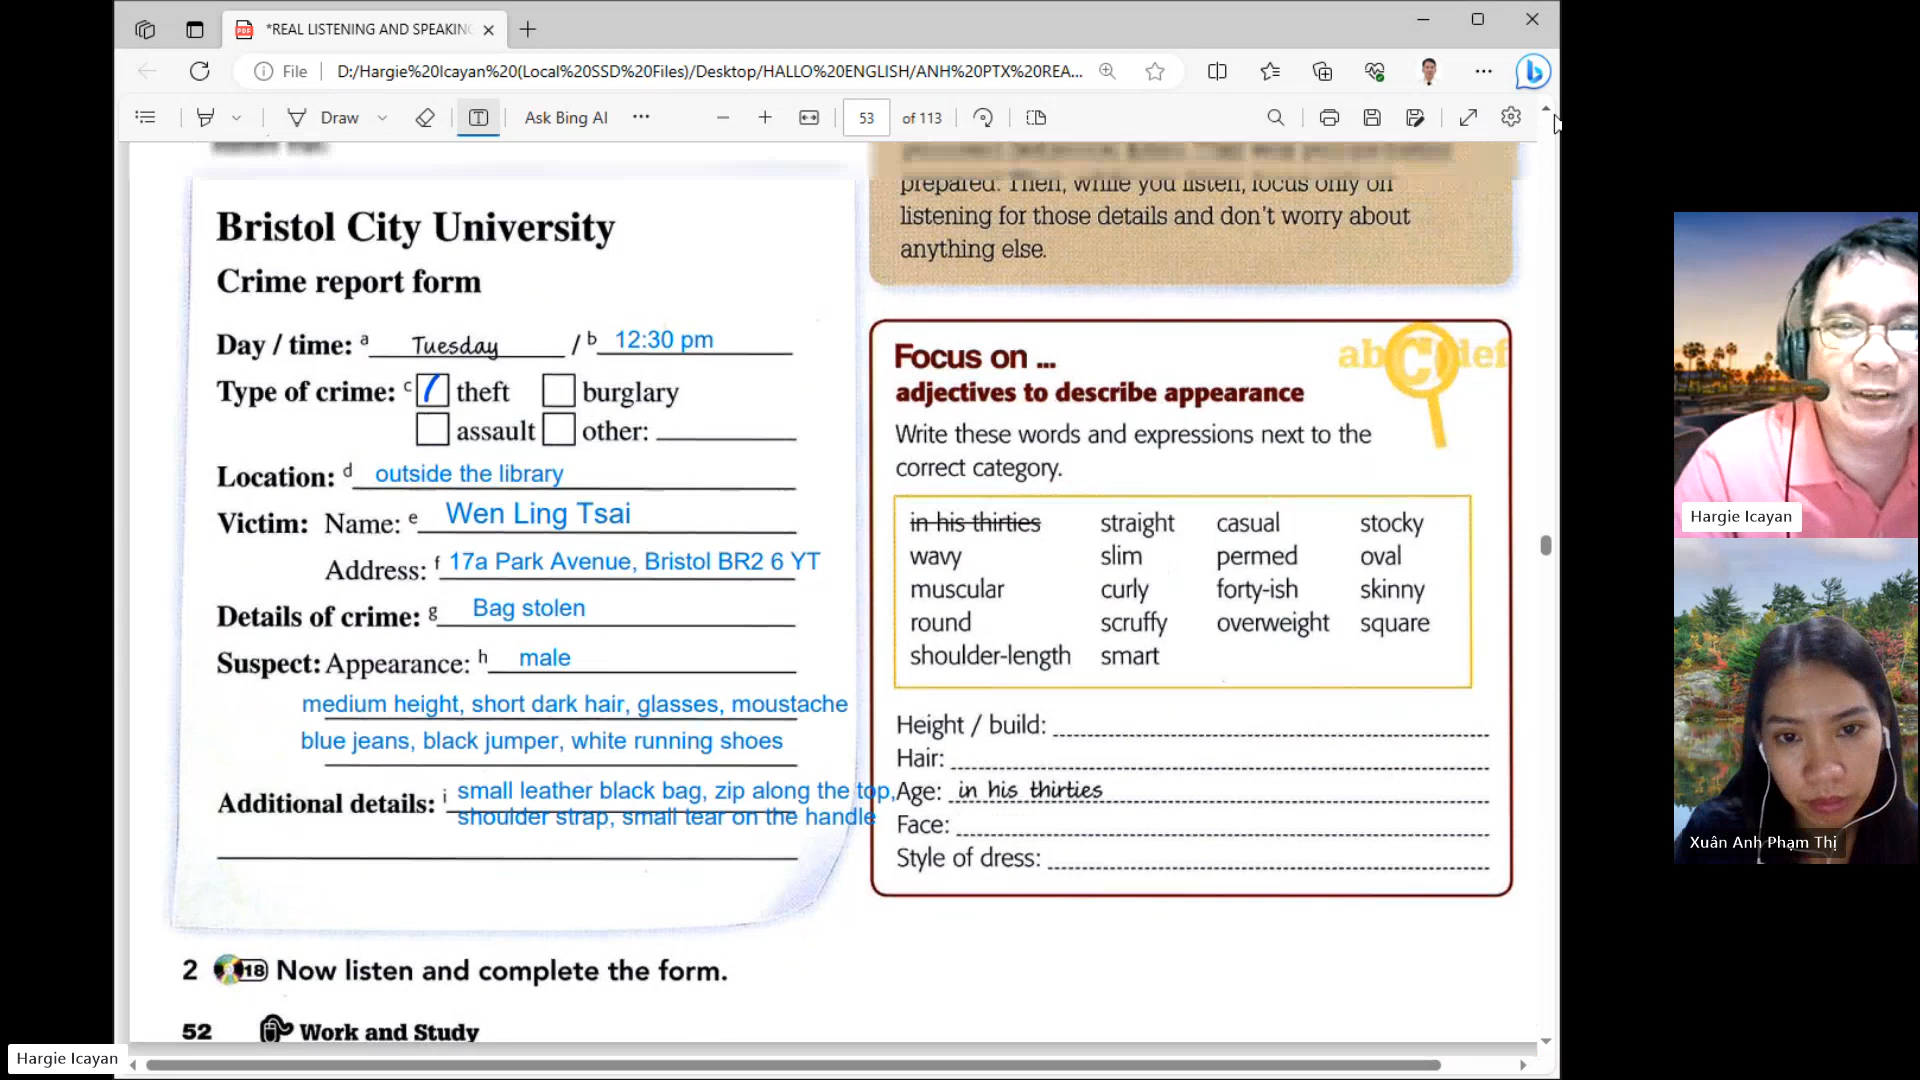 *REAL LISTENING AND SPEAKING
File
D:/Hargie%20Icayan%20(Local%20SSD%20Files)/Desktop/HALLO%20ENGLISH/ANH%20PTX%20REA...
Draw
Ask Bing AI
53 of 113
Bristol City University
Crime report form
Day / time: a Tuesday / b 12:30 pm
Type of crime: c / theft burglary
assault other:
Location: d outside the library
Victim: Name: e Wen Ling Tsai
Address: f 17a Park Avenue, Bristol BR2 6 YT
Details of crime: g Bag stolen
Suspect: Appearance: h male
medium height, short dark hair, glasses, moustache
blue jeans, black jumper, white running shoes
Additional details: i small leather black bag, zip along the top,
shoulder strap, small tear on the handle
2 18 Now listen and complete the form.
52 Work and Study
prepared. Then, while you listen, focus only on
listening for those details and don't worry about
anything else.
abc def
Focus on ...
adjectives to describe appearance
Write these words and expressions next to the
correct category.
in his thirties straight casual stocky
wavy slim permed oval
muscular curly forty-ish skinny
round scruffy overweight square
shoulder-length smart
Height / build:
Hair:
Age: in his thirties
Face:
Style of dress:
Hargie Icayan
Xuân Anh Phạm Thị
Hargie Icayan